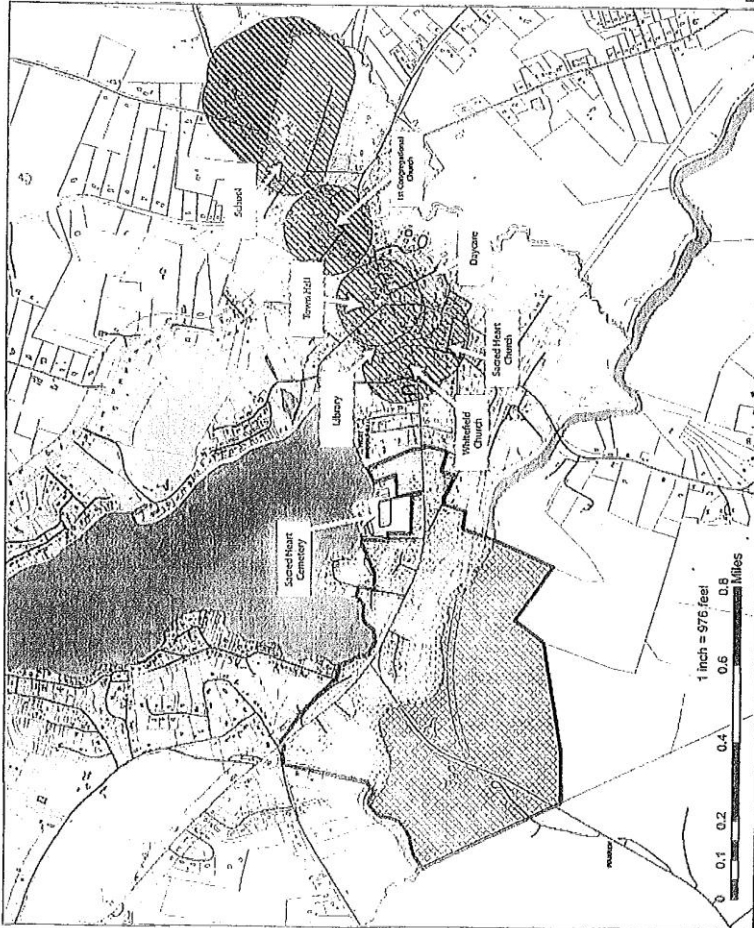 School
1st Congregational
Church
Town Hall
Daycare
Library
Sacred Heart
Church
Whitefield
Church
Sacred Heart
Cemetery
1 inch = 976 feet
0 0.1 0.2 0.4 0.6 0.8
Miles